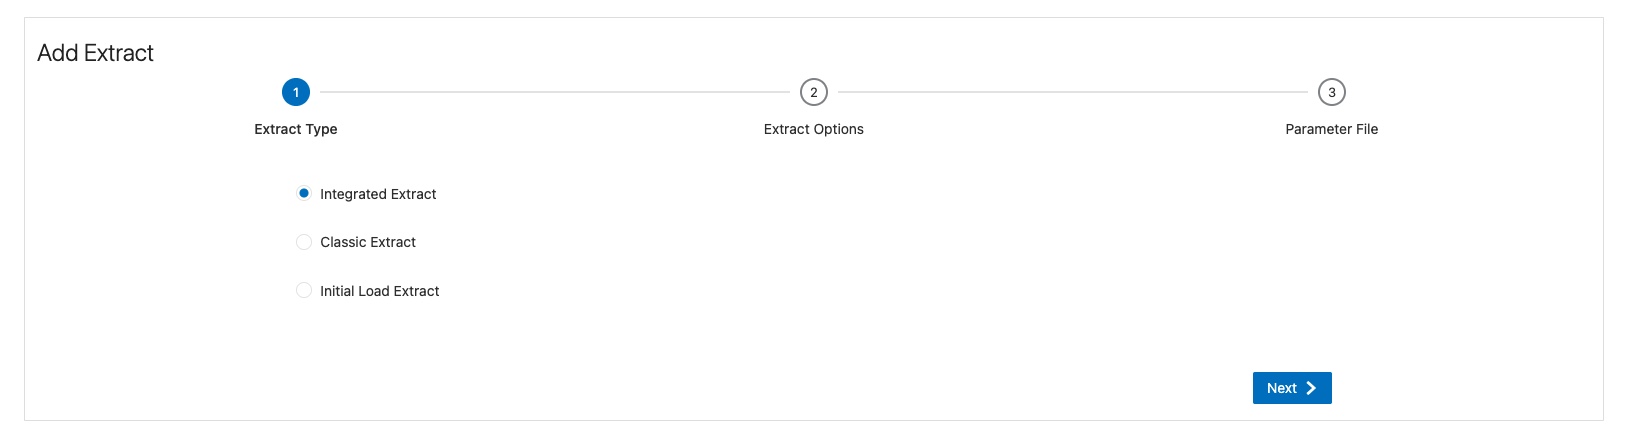 Add Extract
1
2
3
Extract Type
Extract Options
Parameter File
Integrated Extract
Classic Extract
Initial Load Extract
Next